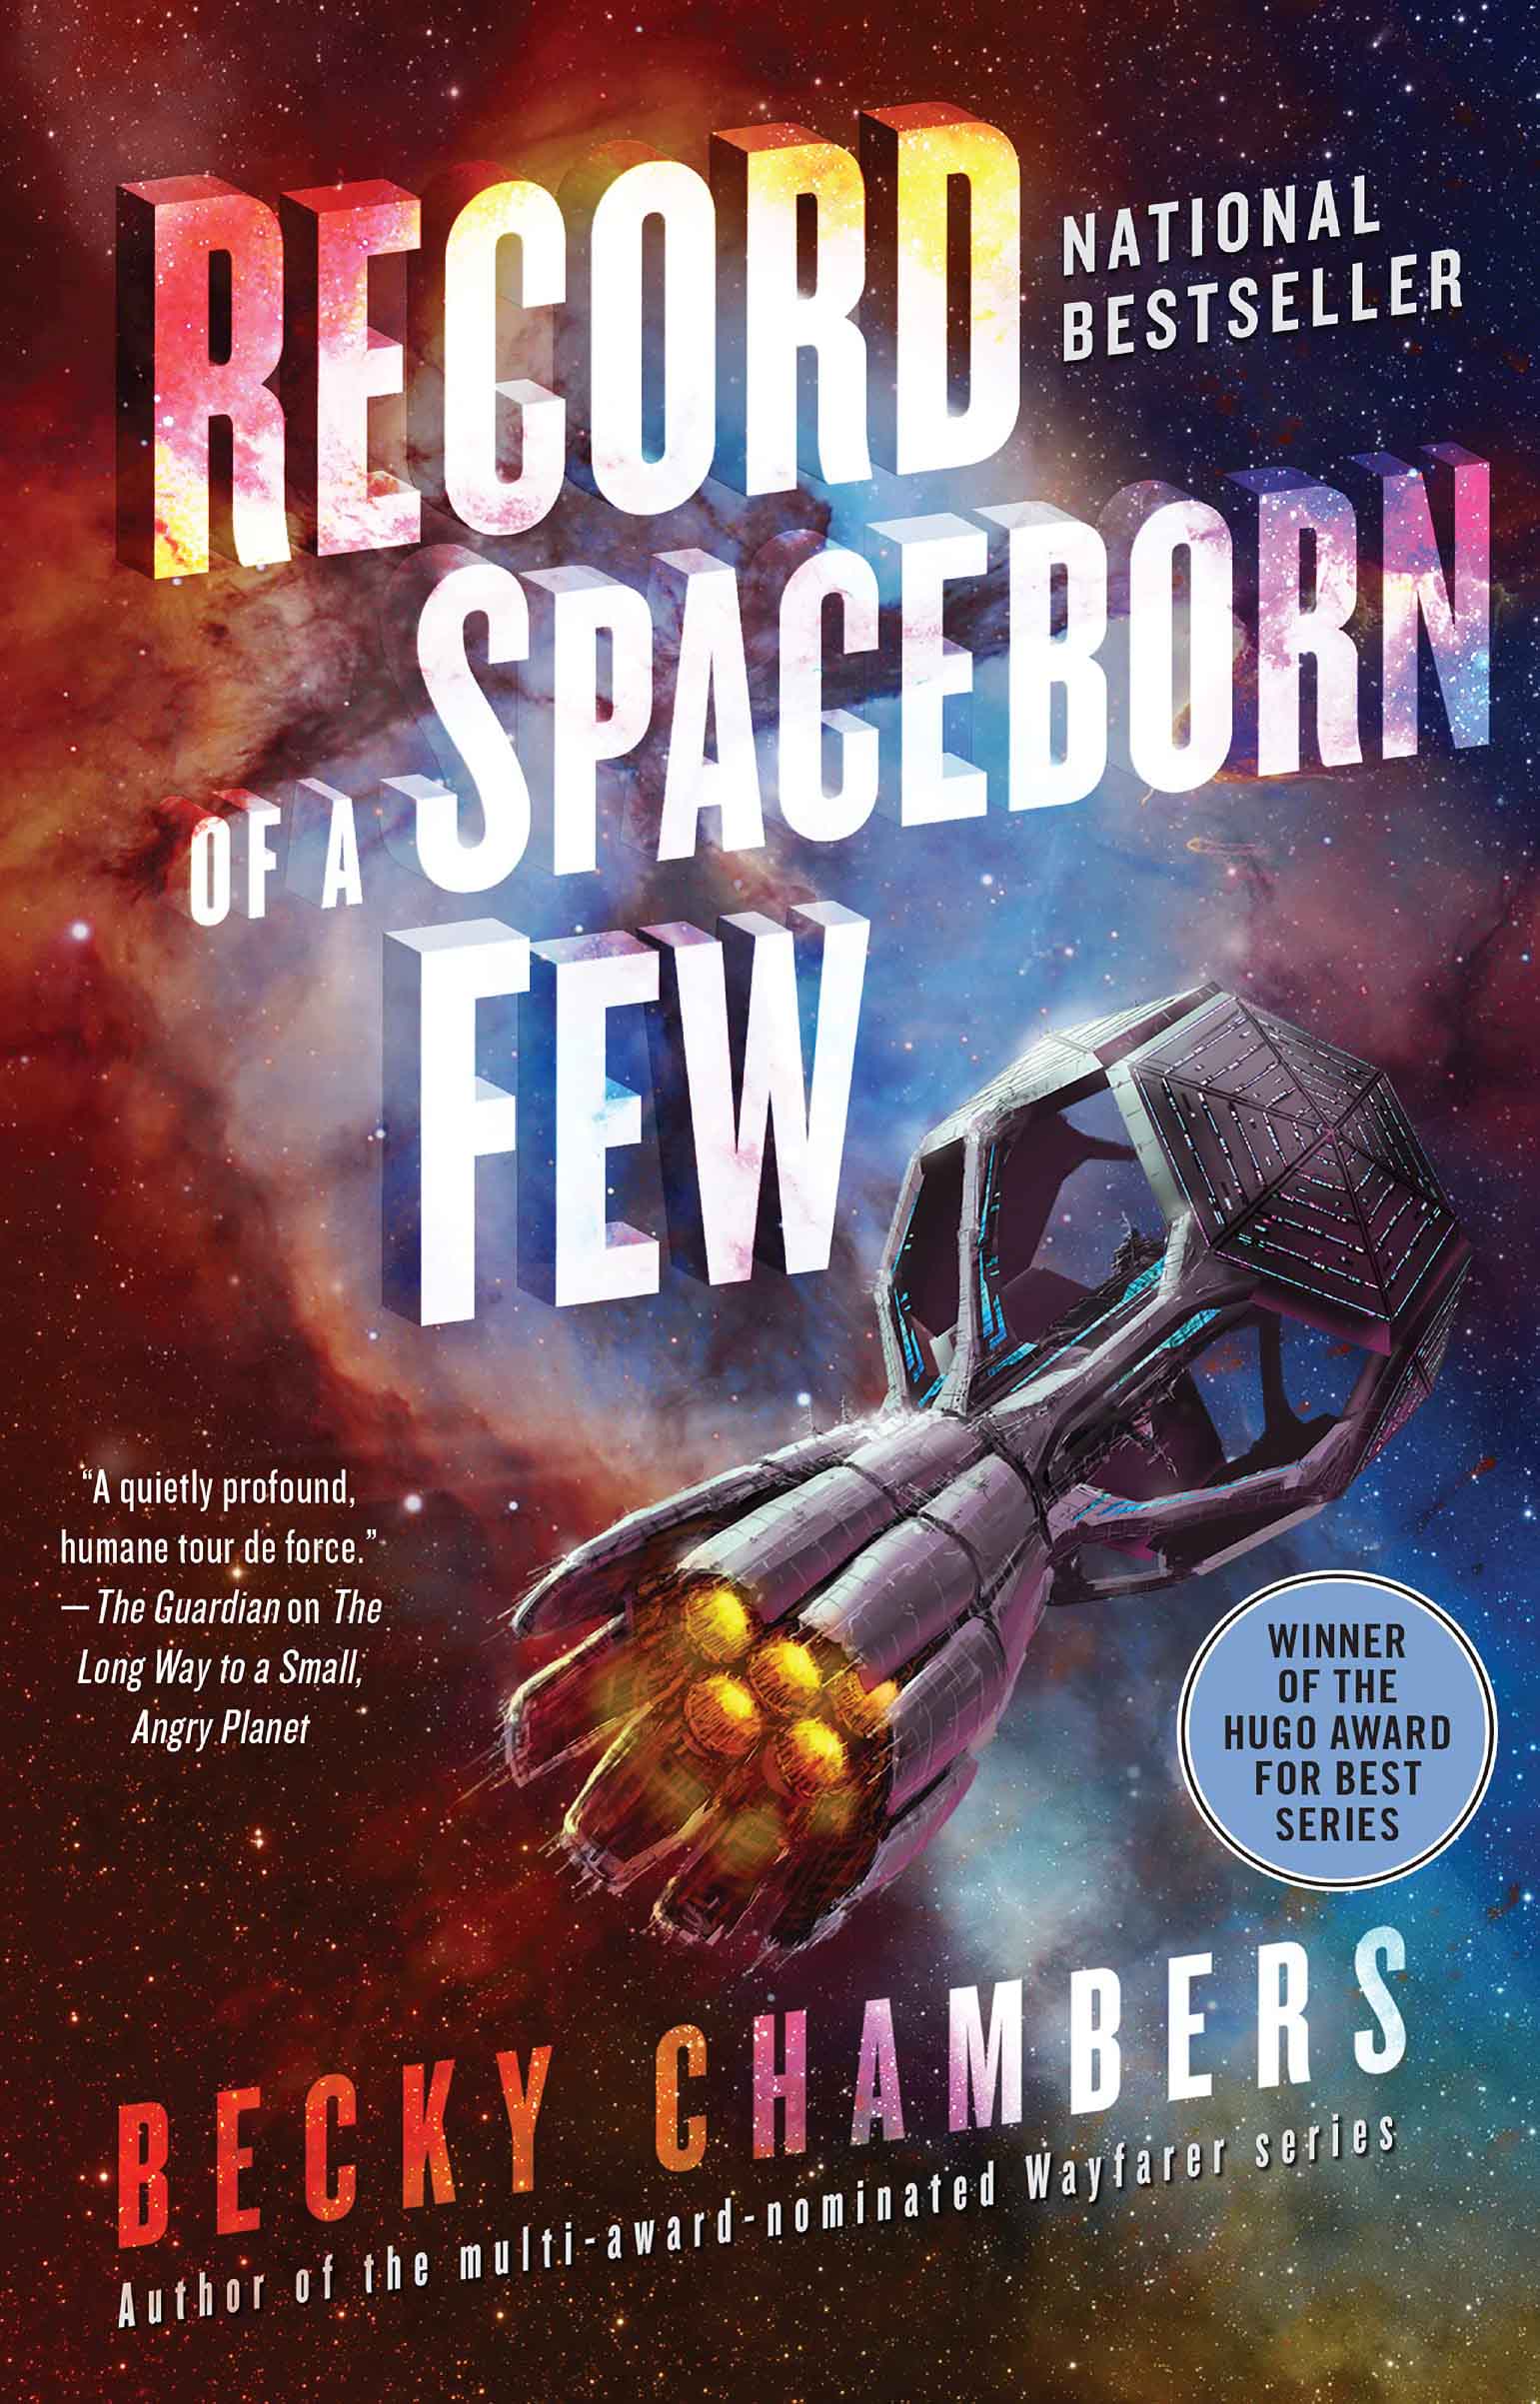 RECORD
NATIONAL
BESTSELLER
OF A SPACEBORN
FEW
“A quietly profound,
humane tour de force.”
—The Guardian on The
Long Way to a Small,
Angry Planet
WINNER
OF THE
HUGO AWARD
FOR BEST
SERIES
BECKY CHAMBERS
Author of the multi-award-nominated Wayfarer series